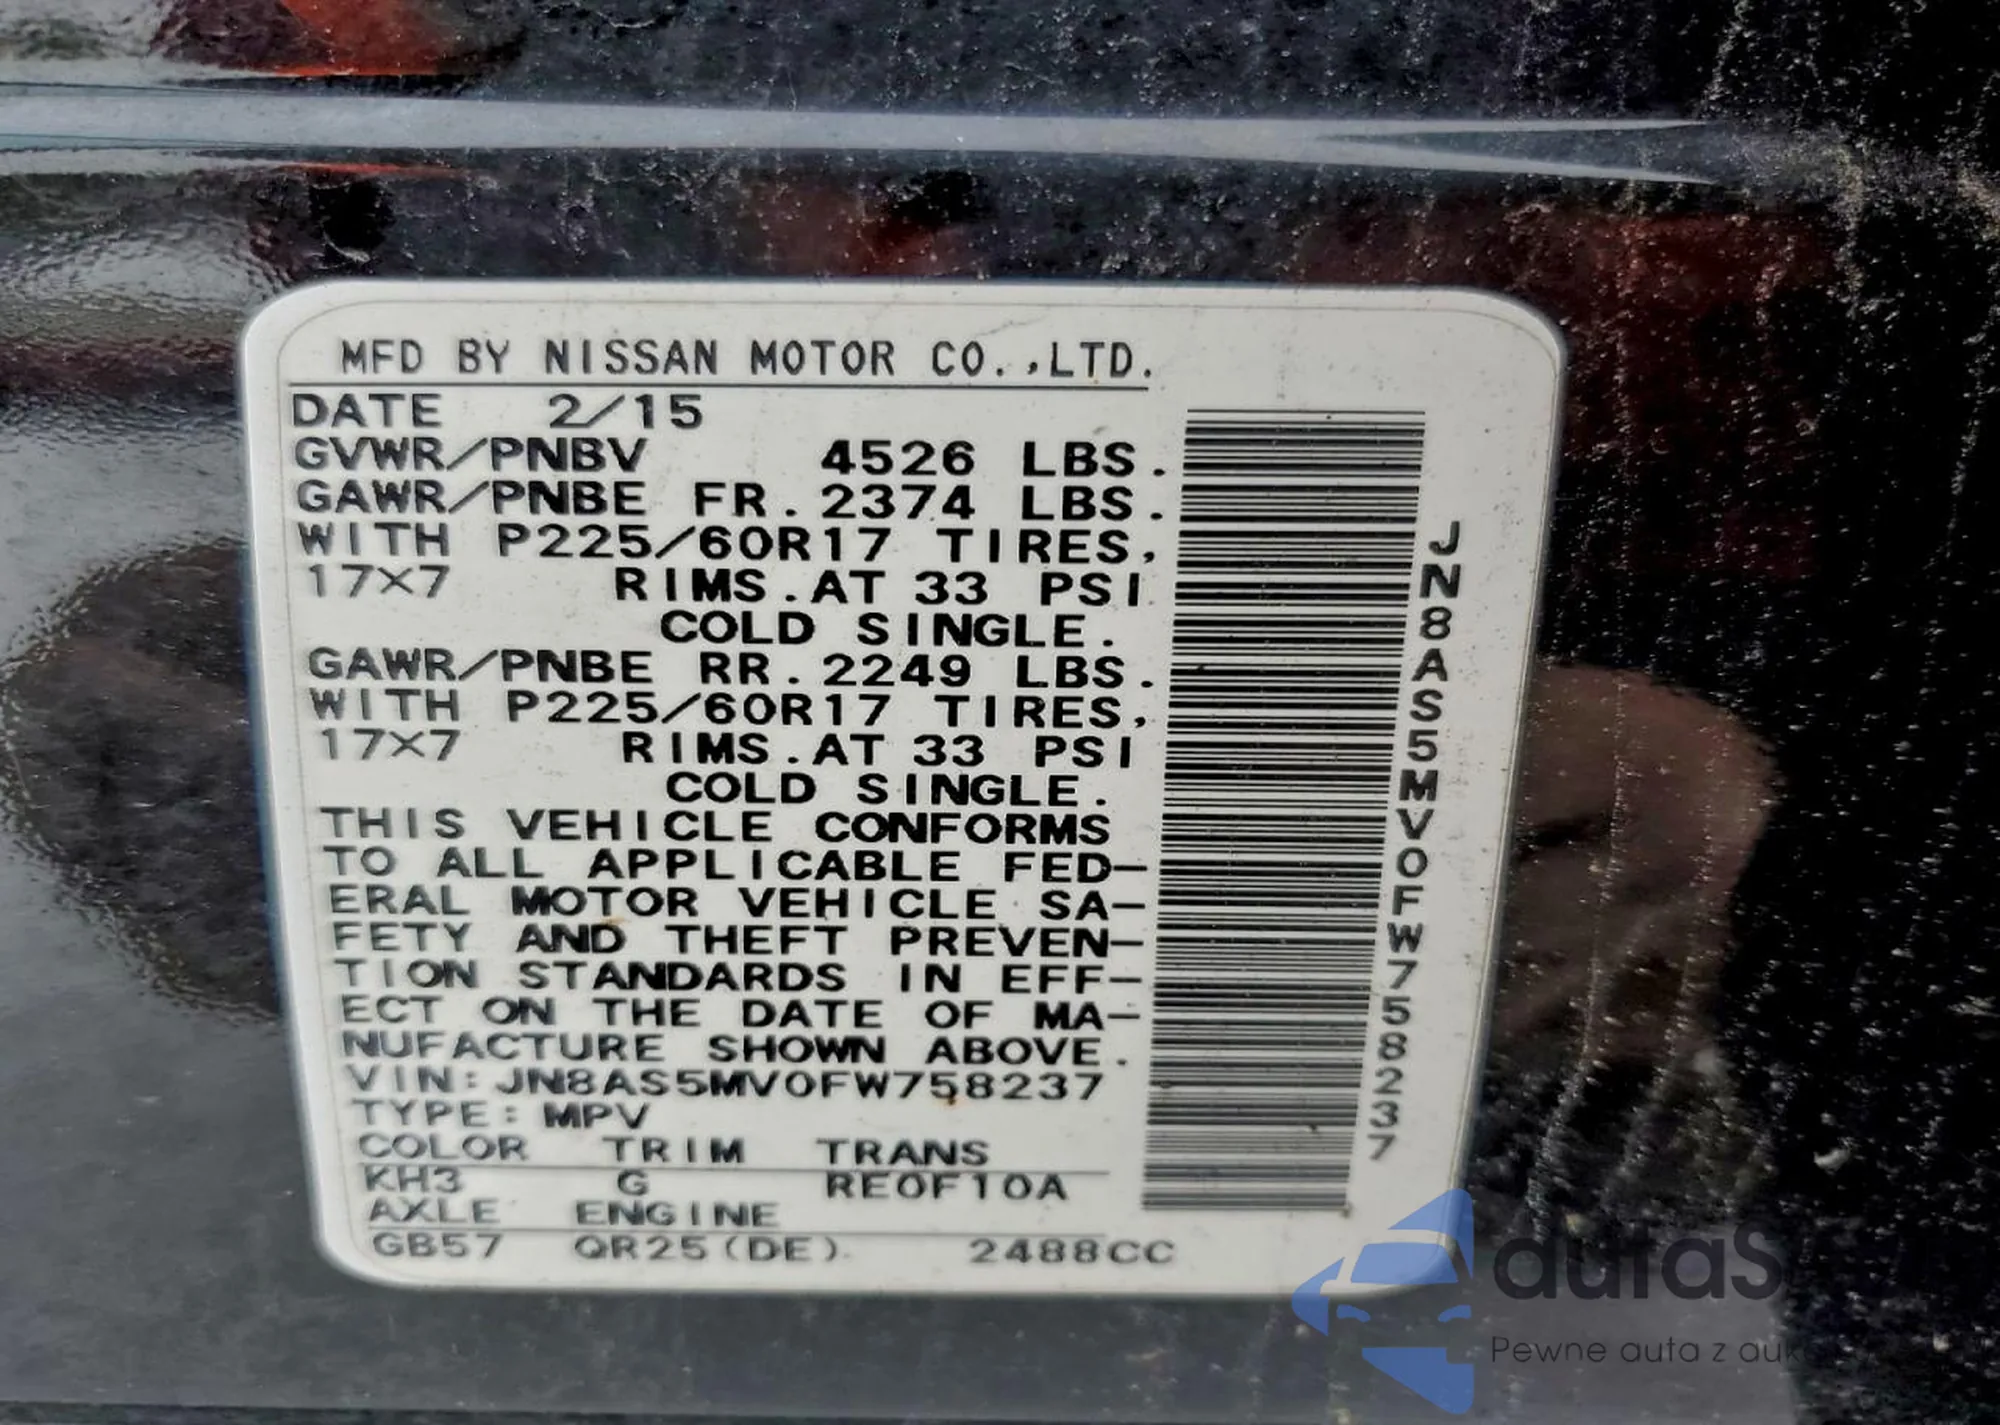 MFD BY NISSAN MOTOR CO.,LTD.
DATE 2/15
GVWR/PNBV 4526 LBS.
GAWR/PNBE FR. 2374 LBS.
WITH P225/60R17 TIRES,
17×7 RIMS. AT 33 PSI
COLD SINGLE.
GAWR/PNBE RR. 2249 LBS.
WITH P225/60R17 TIRES,
17×7 RIMS. AT 33 PSI
COLD SINGLE.
THIS VEHICLE CONFORMS
TO ALL APPLICABLE FED-
ERAL MOTOR VEHICLE SA-
FETY AND THEFT PREVEN-
TION STANDARDS IN EFF-
ECT ON THE DATE OF MA-
NUFACTURE SHOWN ABOVE.
VIN: JN8AS5MV0FW758237
TYPE: MPV
COLOR TRIM TRANS
KH3 G RE0F10A
AXLE ENGINE
GB57 QR25(DE) 2488CC
JN8AS5MV0FW758237
Pewne auta z